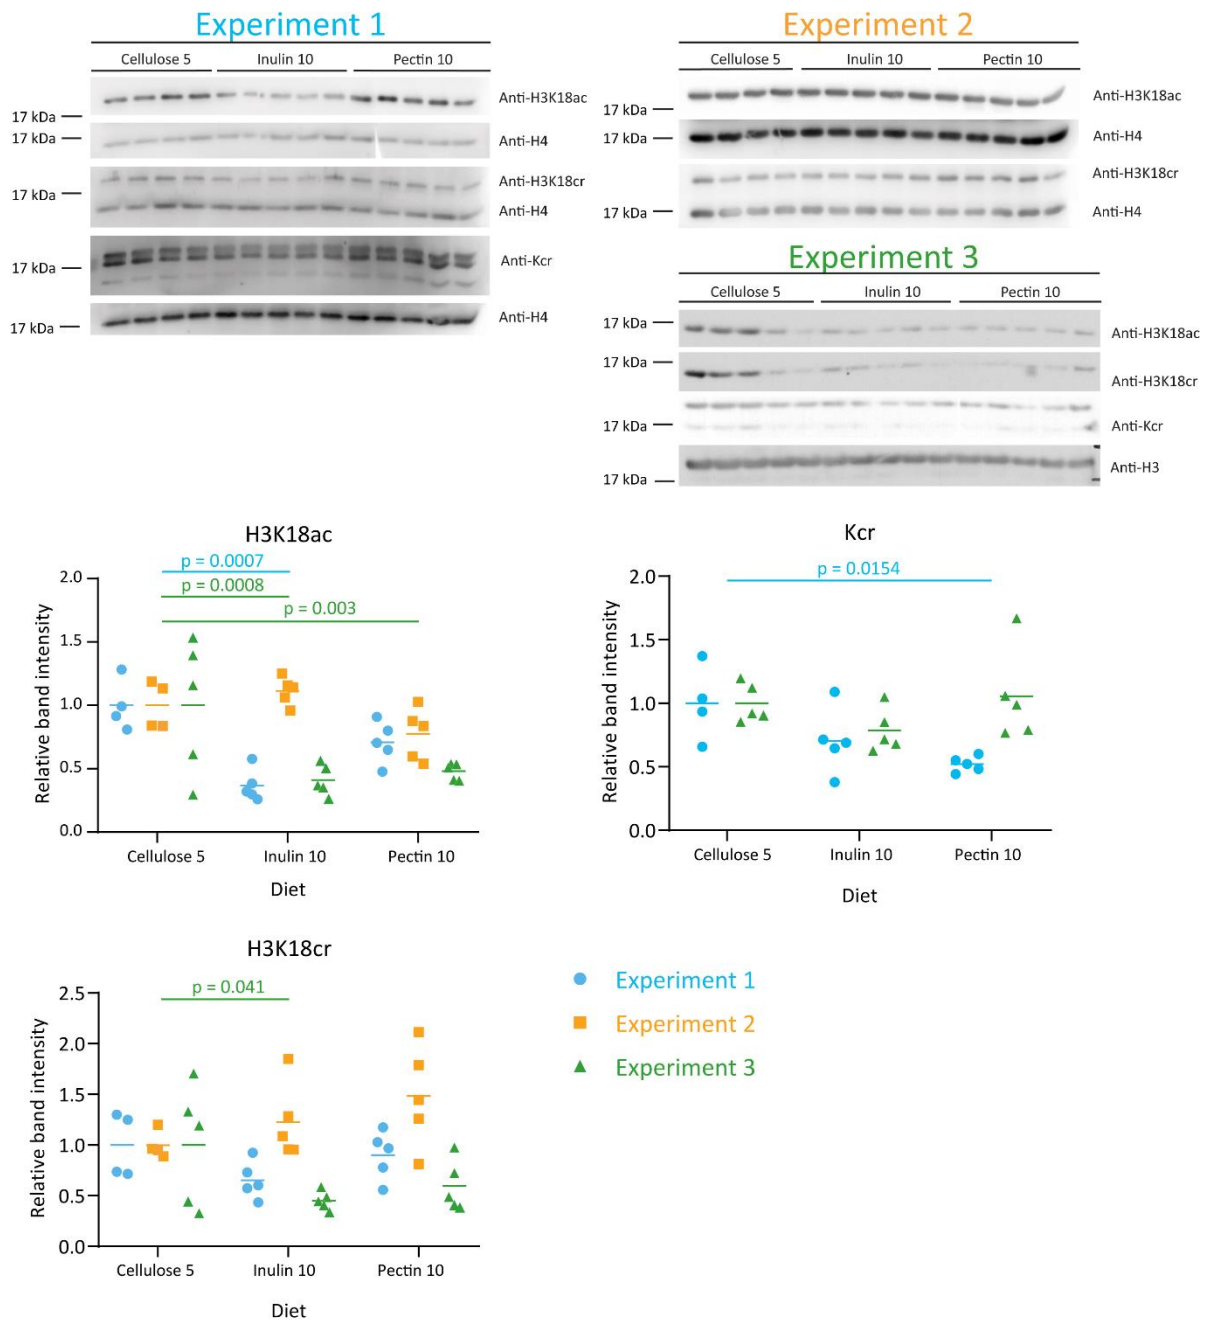 Experiment 1
Cellulose 5 Inulin 10 Pectin 10
Anti-H3K18ac
17 kDa
17 kDa Anti-H4
Anti-H3K18cr
17 kDa
Anti-H4
17 kDa Anti-Kcr
17 kDa Anti-H4
Experiment 2
Cellulose 5 Inulin 10 Pectin 10
17 kDa Anti-H3K18ac
17 kDa Anti-H4
Anti-H3K18cr
17 kDa Anti-H4
Experiment 3
Cellulose 5 Inulin 10 Pectin 10
17 kDa Anti-H3K18ac
17 kDa Anti-H3K18cr
17 kDa Anti-Kcr
17 kDa Anti-H3
H3K18ac
p = 0.0007
p = 0.0008
p = 0.003
2.0
1.5
1.0
0.5
0.0
Relative band intensity
Cellulose 5 Inulin 10 Pectin 10
Diet
Kcr
p = 0.0154
2.0
1.5
1.0
0.5
0.0
Relative band intensity
Cellulose 5 Inulin 10 Pectin 10
Diet
H3K18cr
p = 0.041
2.5
2.0
1.5
1.0
0.5
0.0
Relative band intensity
Cellulose 5 Inulin 10 Pectin 10
Diet
Experiment 1
Experiment 2
Experiment 3